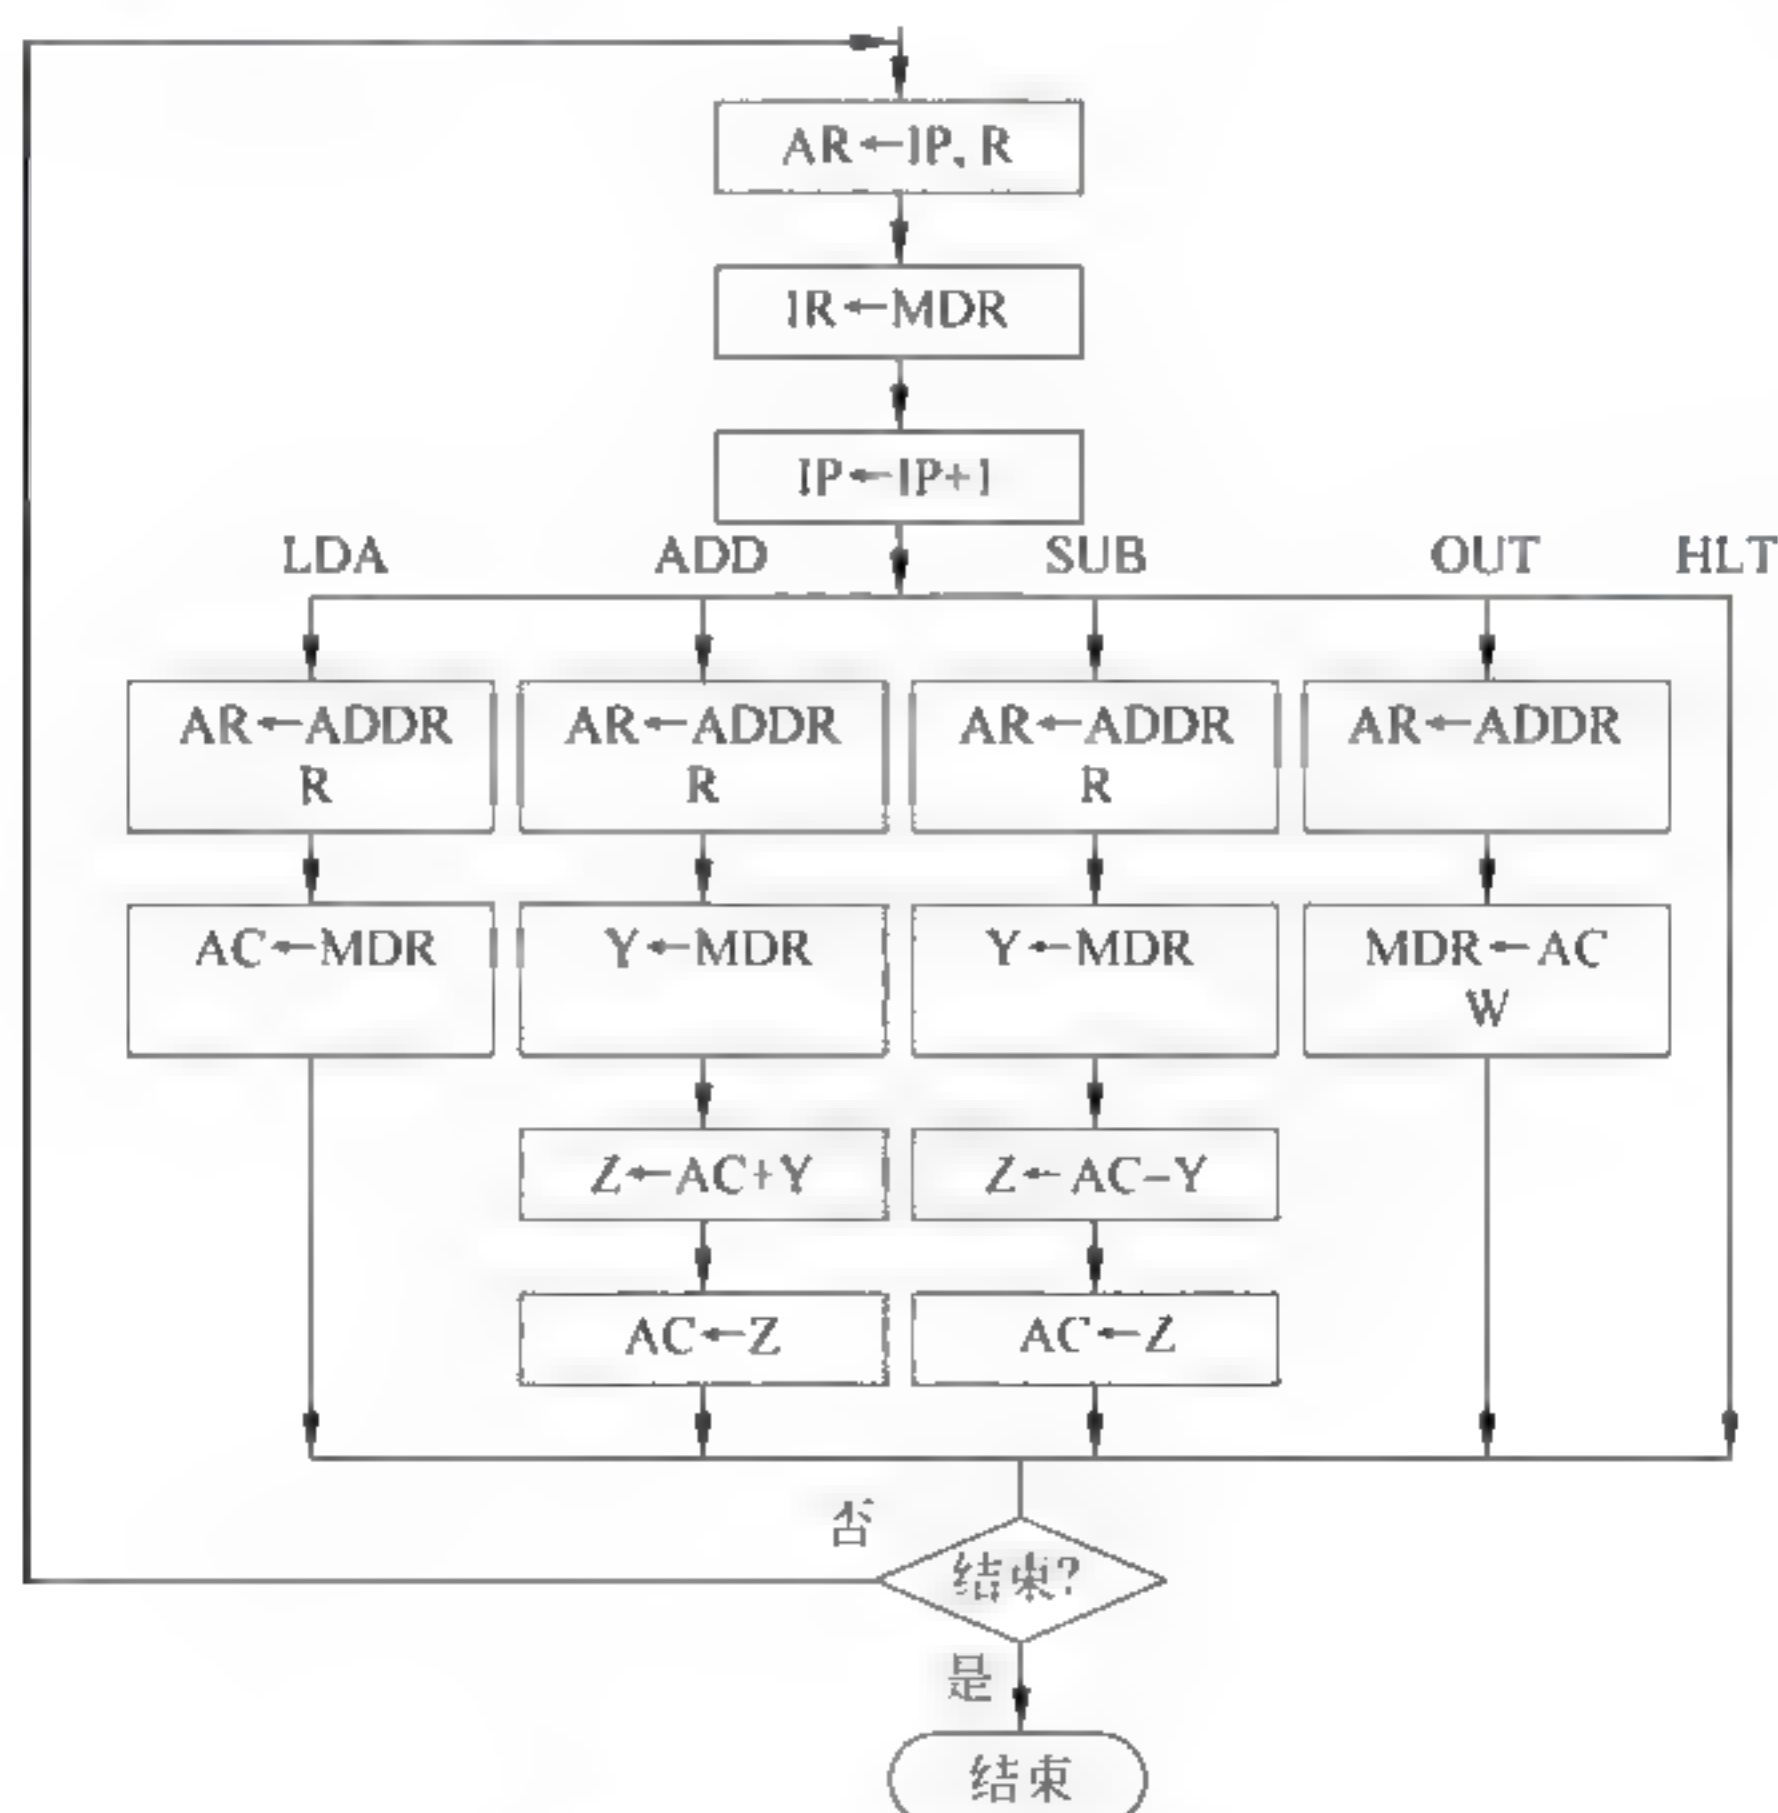 AR←IP, R
IR←MDR
IP←IP+1
LDA
ADD
SUB
OUT
HLT
AR←ADDR
R
AR←ADDR
R
AR←ADDR
R
AR←ADDR
AC←MDR
Y←MDR
Y←MDR
MDR←AC
W
Z←AC+Y
Z←AC−Y
AC←Z
AC←Z
否
结束?
是
结束